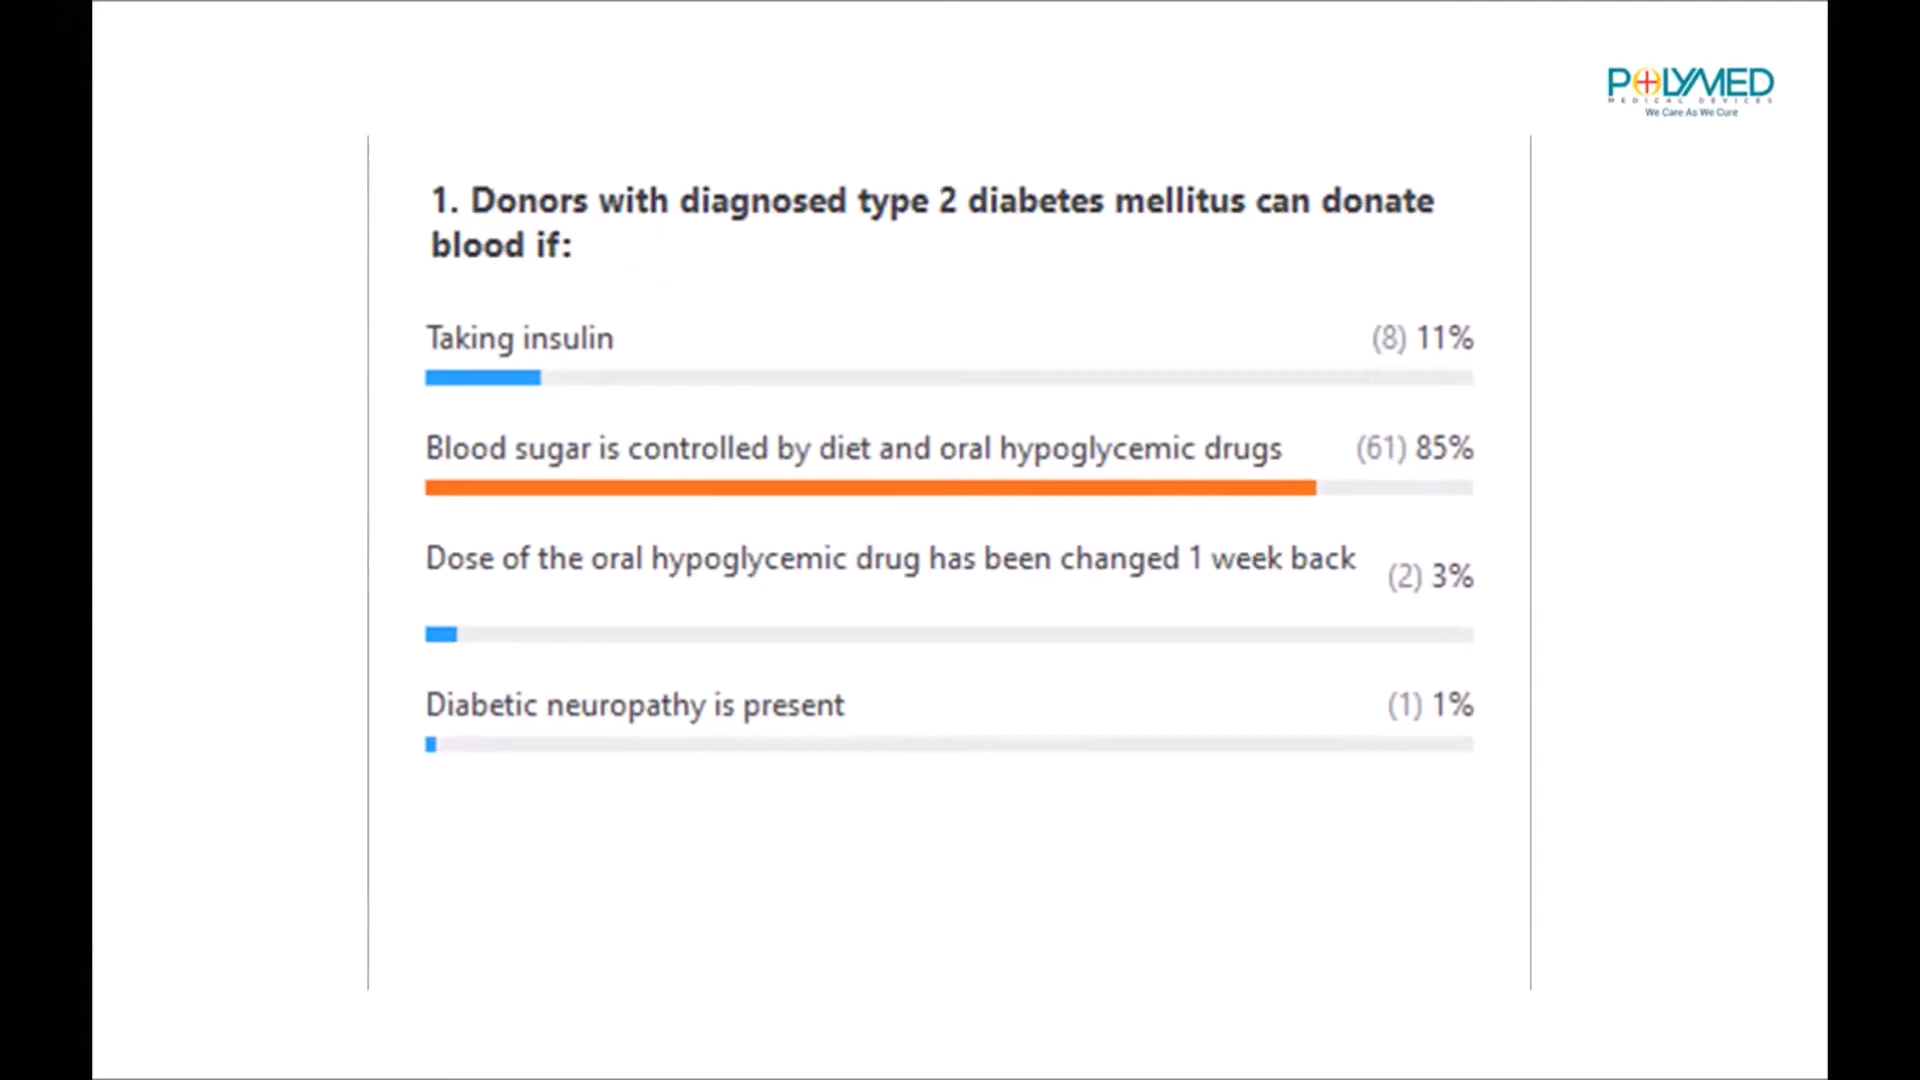 POLYMED
MEDICAL DEVICES
We Care As We Cure
1. Donors with diagnosed type 2 diabetes mellitus can donate
blood if:
Taking insulin (8) 11%
Blood sugar is controlled by diet and oral hypoglycemic drugs (61) 85%
Dose of the oral hypoglycemic drug has been changed 1 week back (2) 3%
Diabetic neuropathy is present (1) 1%